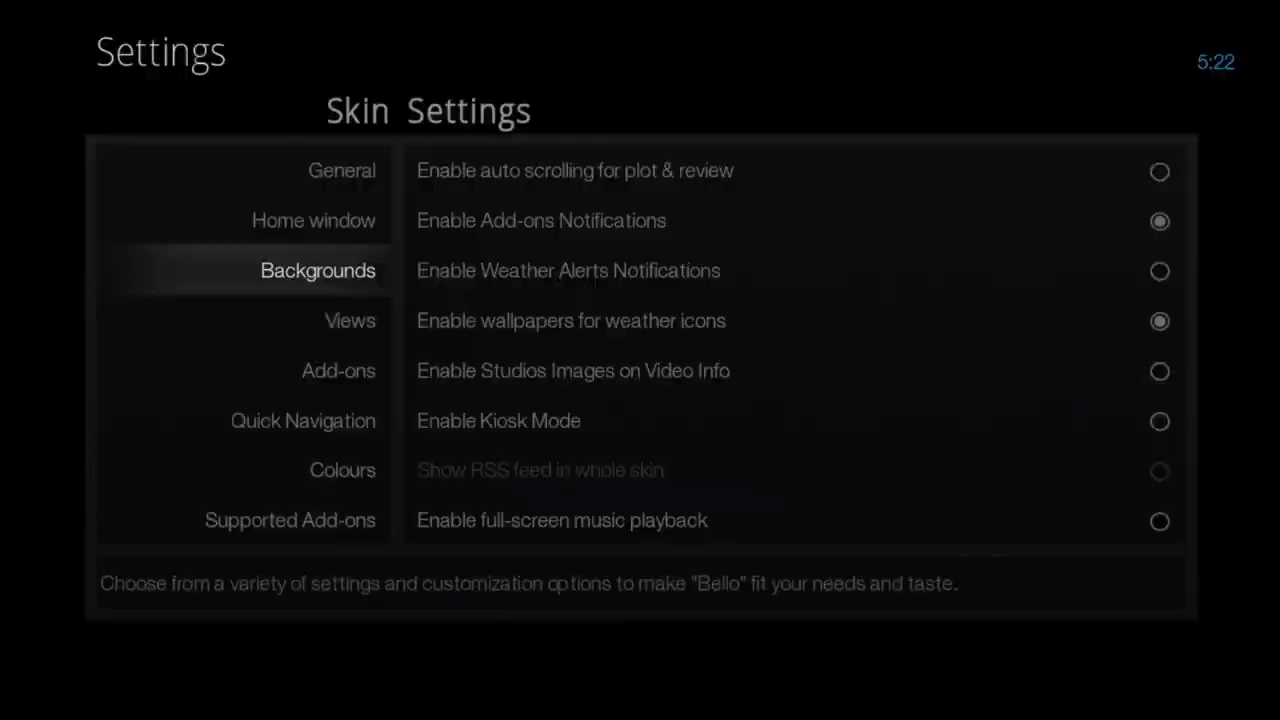 Settings
5:22
Skin Settings
General
Home window
Backgrounds
Views
Add-ons
Quick Navigation
Colours
Supported Add-ons
Enable auto scrolling for plot & review
Enable Add-ons Notifications
Enable Weather Alerts Notifications
Enable wallpapers for weather icons
Enable Studios Images on Video Info
Enable Kiosk Mode
Show RSS feed in whole skin
Enable full-screen music playback
Choose from a variety of settings and customization options to make "Bello" fit your needs and taste.